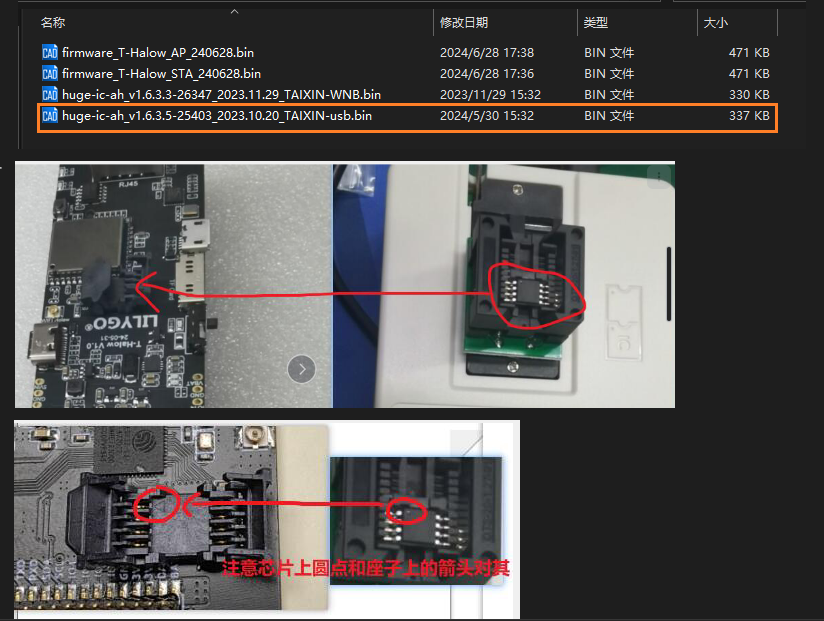 名称 修改日期 类型 大小
firmware_T-Halow_AP_240628.bin 2024/6/28 17:38 BIN 文件 471 KB
firmware_T-Halow_STA_240628.bin 2024/6/28 17:36 BIN 文件 471 KB
huge-ic-ah_v1.6.3.3-26347_2023.11.29_TAIXIN-WNB.bin 2023/11/29 15:32 BIN 文件 330 KB
huge-ic-ah_v1.6.3.5-25403_2023.10.20_TAIXIN-usb.bin 2024/5/30 15:32 BIN 文件 337 KB
RJ45
LILYGO®
T-Halow V1.0
24-05-31
VBAT
GND
注意芯片上圆点和座子上的箭头对其